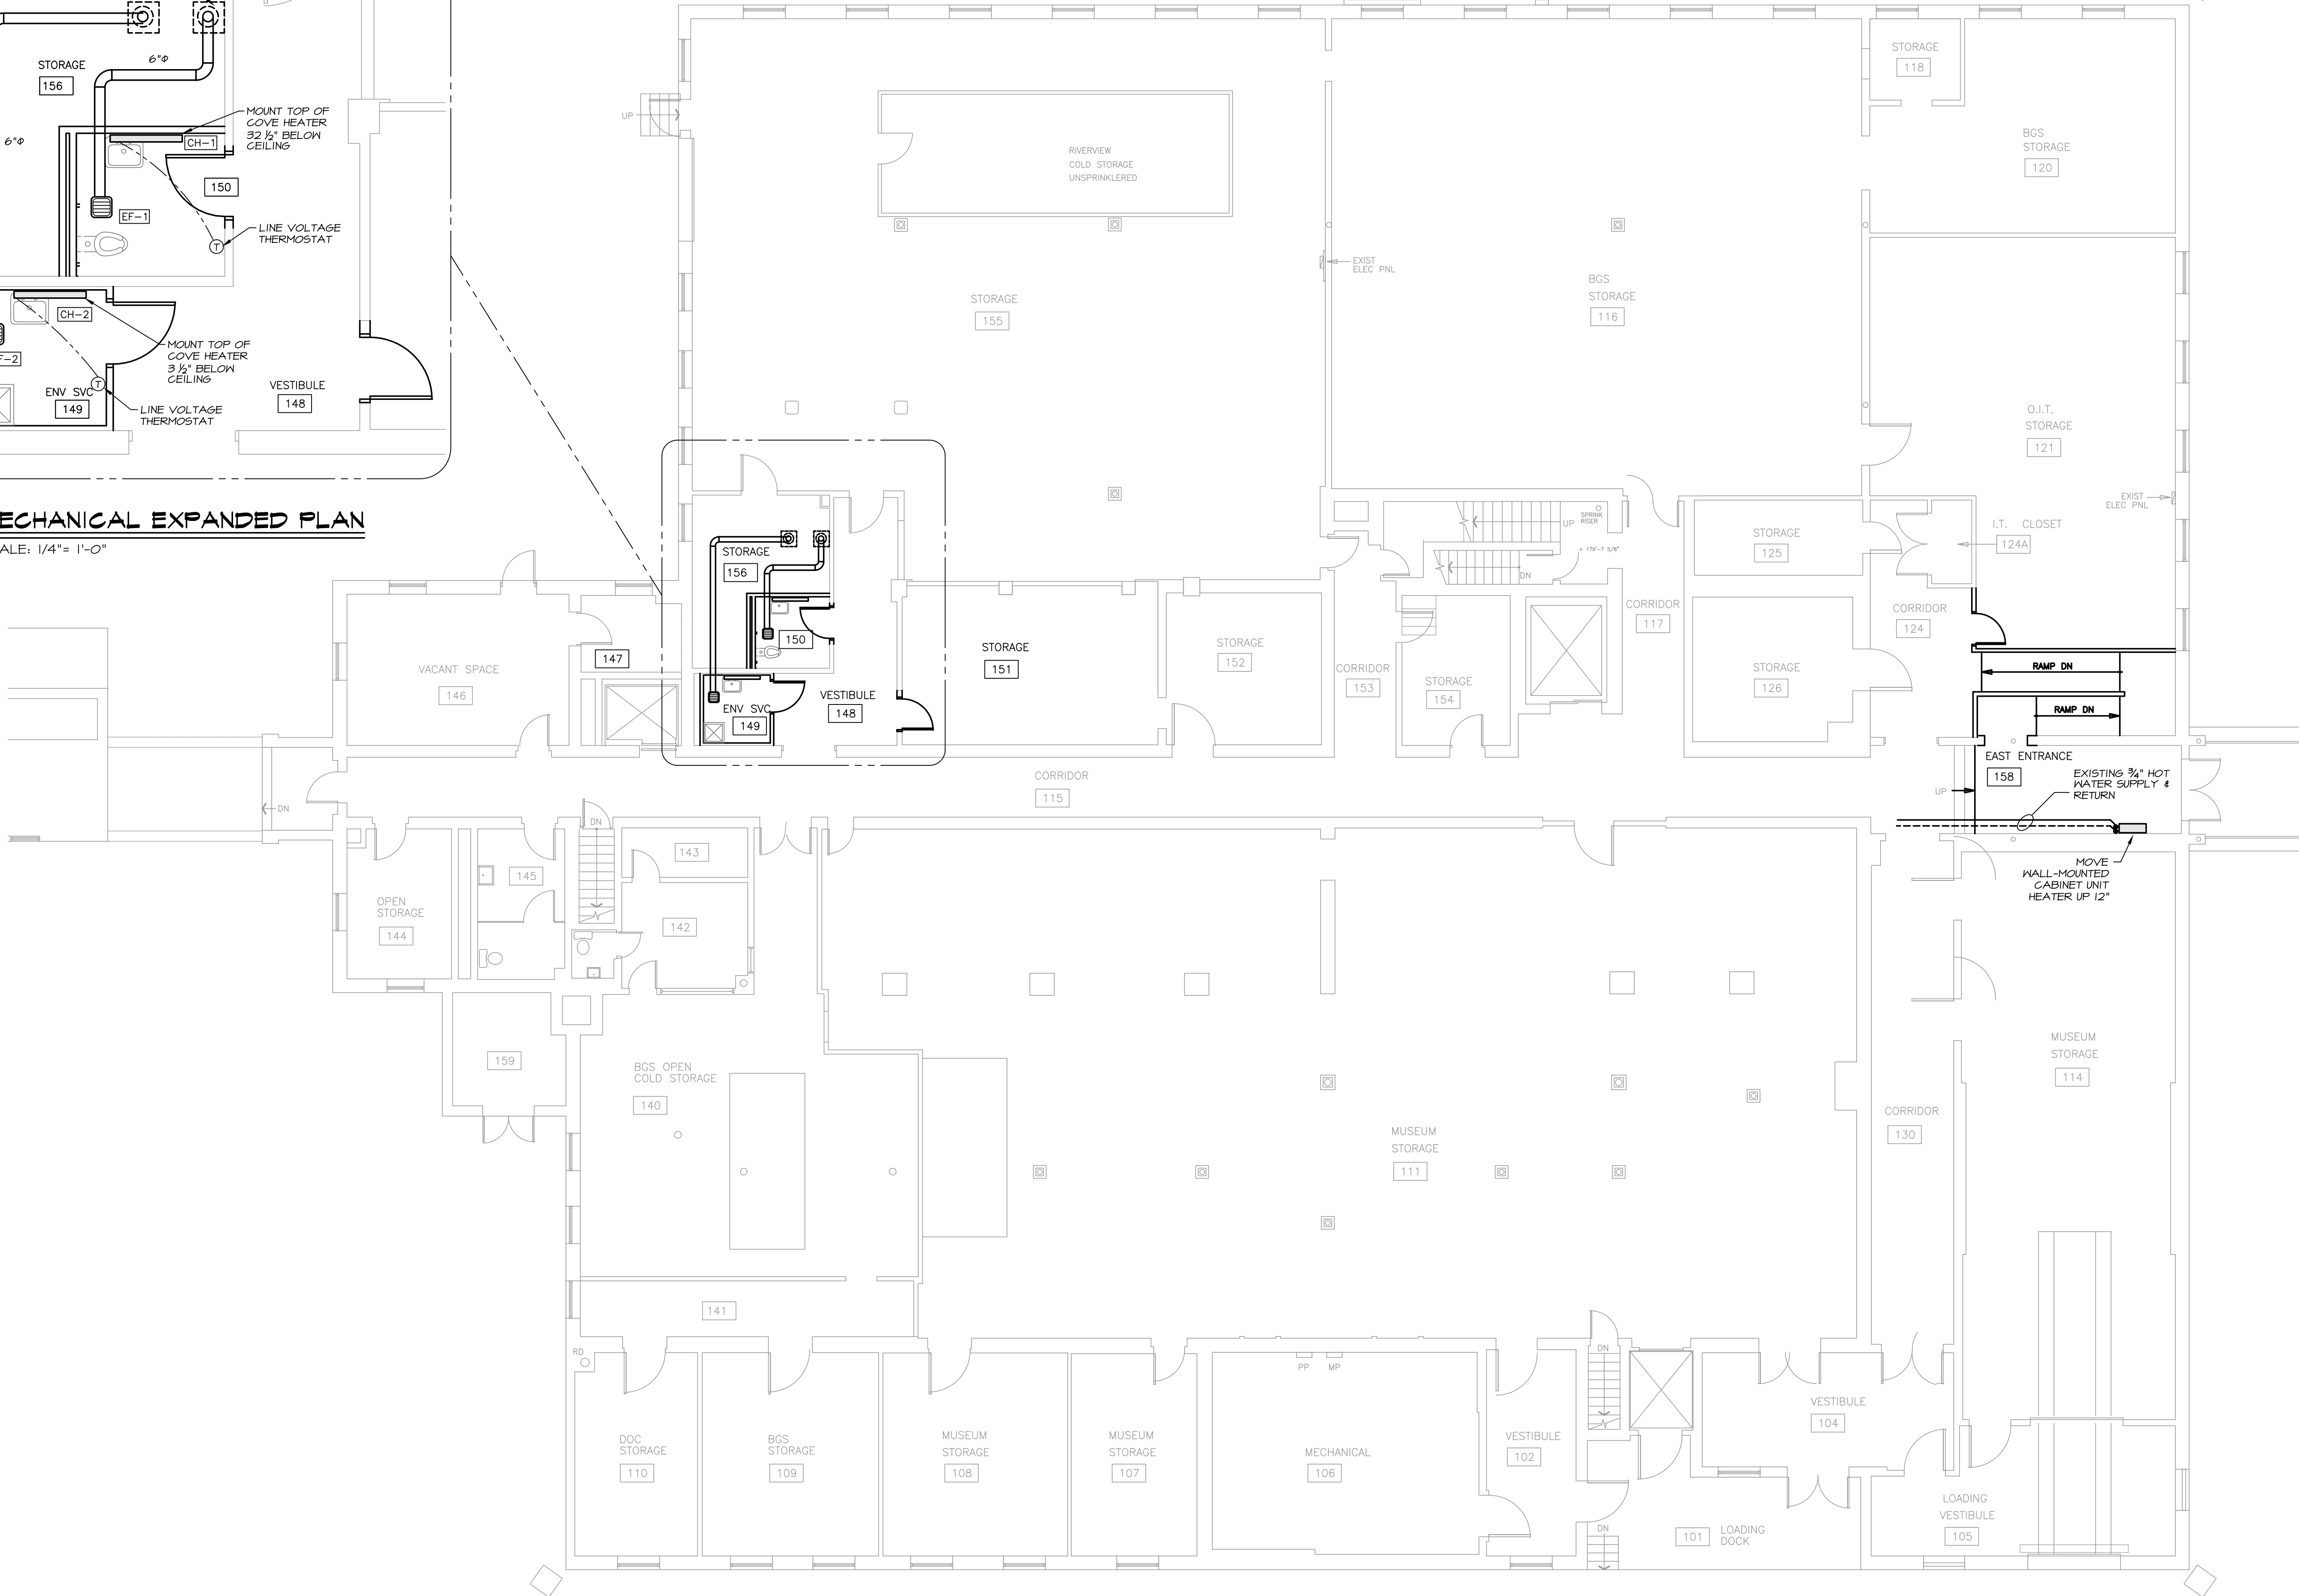 STORAGE
156
6"Φ
6"Φ
MOUNT TOP OF
COVE HEATER
32 ½" BELOW
CEILING
CH-1
150
EF-1
LINE VOLTAGE
THERMOSTAT
T
CH-2
MOUNT TOP OF
COVE HEATER
3 ½" BELOW
CEILING
F-2
T
ENV SVC
149
LINE VOLTAGE
THERMOSTAT
VESTIBULE
148
ECHANICAL EXPANDED PLAN
ALE: 1/4"= 1'-0"
UP
RIVERVIEW
COLD STORAGE
UNSPRINKLERED
STORAGE
155
EXIST
ELEC PNL
BGS
STORAGE
116
STORAGE
118
BGS
STORAGE
120
O.I.T.
STORAGE
121
EXIST
ELEC PNL
I.T. CLOSET
124A
STORAGE
125
SPRINK
RISER
UP
+ 179'-7 5/8"
DN
CORRIDOR
117
CORRIDOR
124
STORAGE
126
RAMP DN
RAMP DN
STORAGE
156
150
ENV SVC
149
VESTIBULE
148
STORAGE
151
STORAGE
152
CORRIDOR
153
STORAGE
154
VACANT SPACE
146
147
DN
CORRIDOR
115
EAST ENTRANCE
158
UP
EXISTING ¾" HOT
WATER SUPPLY &
RETURN
MOVE
WALL-MOUNTED
CABINET UNIT
HEATER UP 12"
DN
143
145
142
OPEN
STORAGE
144
159
BGS OPEN
COLD STORAGE
140
MUSEUM
STORAGE
111
CORRIDOR
130
MUSEUM
STORAGE
114
141
RD
DOC
STORAGE
110
BGS
STORAGE
109
MUSEUM
STORAGE
108
MUSEUM
STORAGE
107
PP
MP
MECHANICAL
106
VESTIBULE
102
DN
VESTIBULE
104
DN
101
LOADING
DOCK
LOADING
VESTIBULE
105